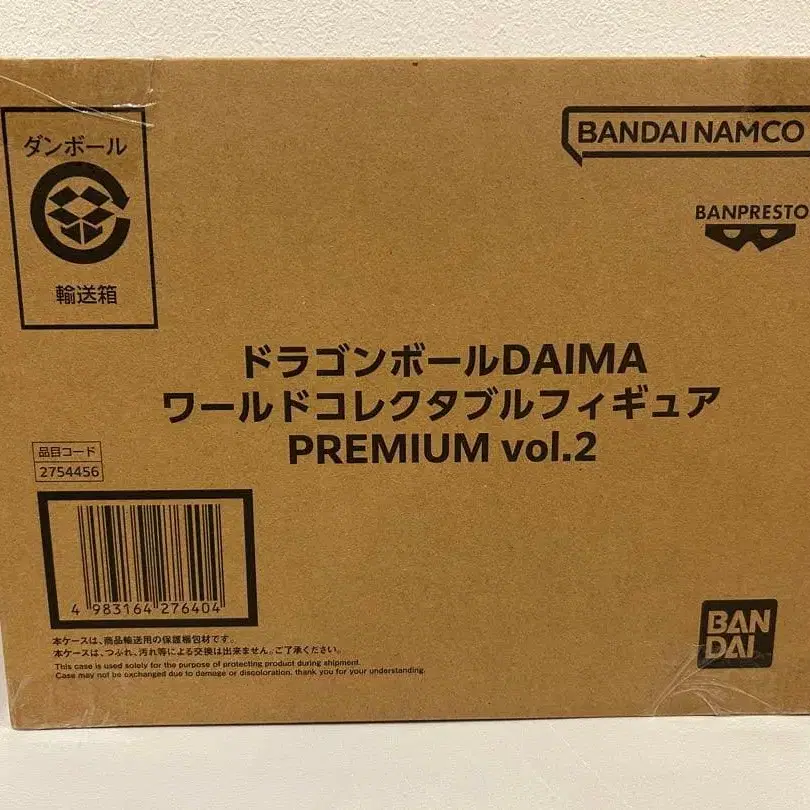 ダンボール
輸送箱
BANDAI NAMCO
BANPRESTO
ドラゴンボールDAIMA
ワールドコレクタブルフィギュア
PREMIUM vol.2
品目コード
2754456
4 983164 276404
本ケースは、商品輸送用の保護梱包材です。
本ケースは、つぶれ、汚れ等による交換は出来ません。ご了承ください。
This case is used solely for the purpose of protecting product during shipment.
Case may not be exchanged due to damage or discoloration. thank you for your understanding.
BAN
DAI